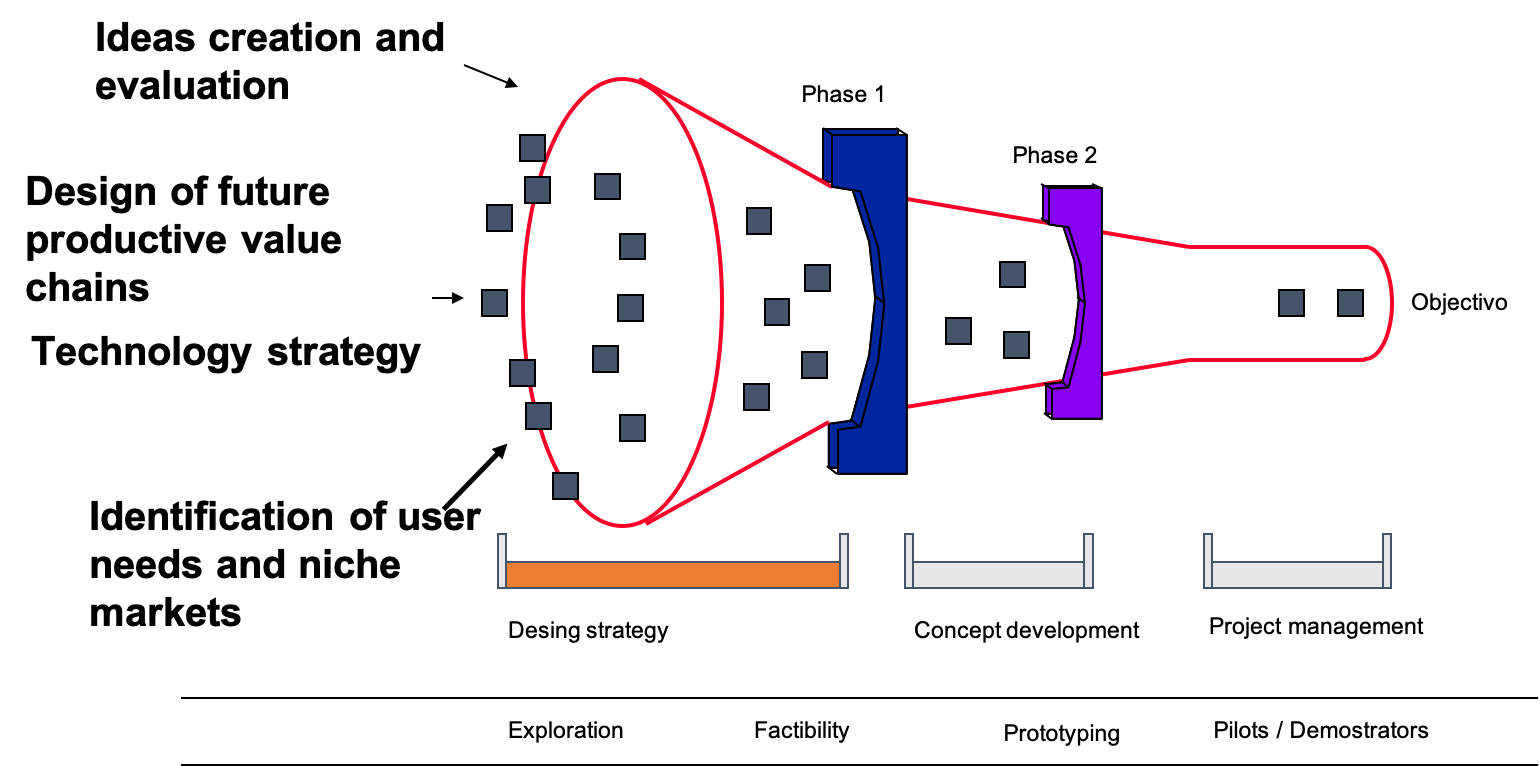 Ideas creation and
evaluation
Phase 1
Phase 2
Design of future
productive value
chains
Technology strategy
Objectivo
Identification of user
needs and niche
markets
Desing strategy
Concept development
Project management
Exploration
Factibility
Prototyping
Pilots / Demostrators